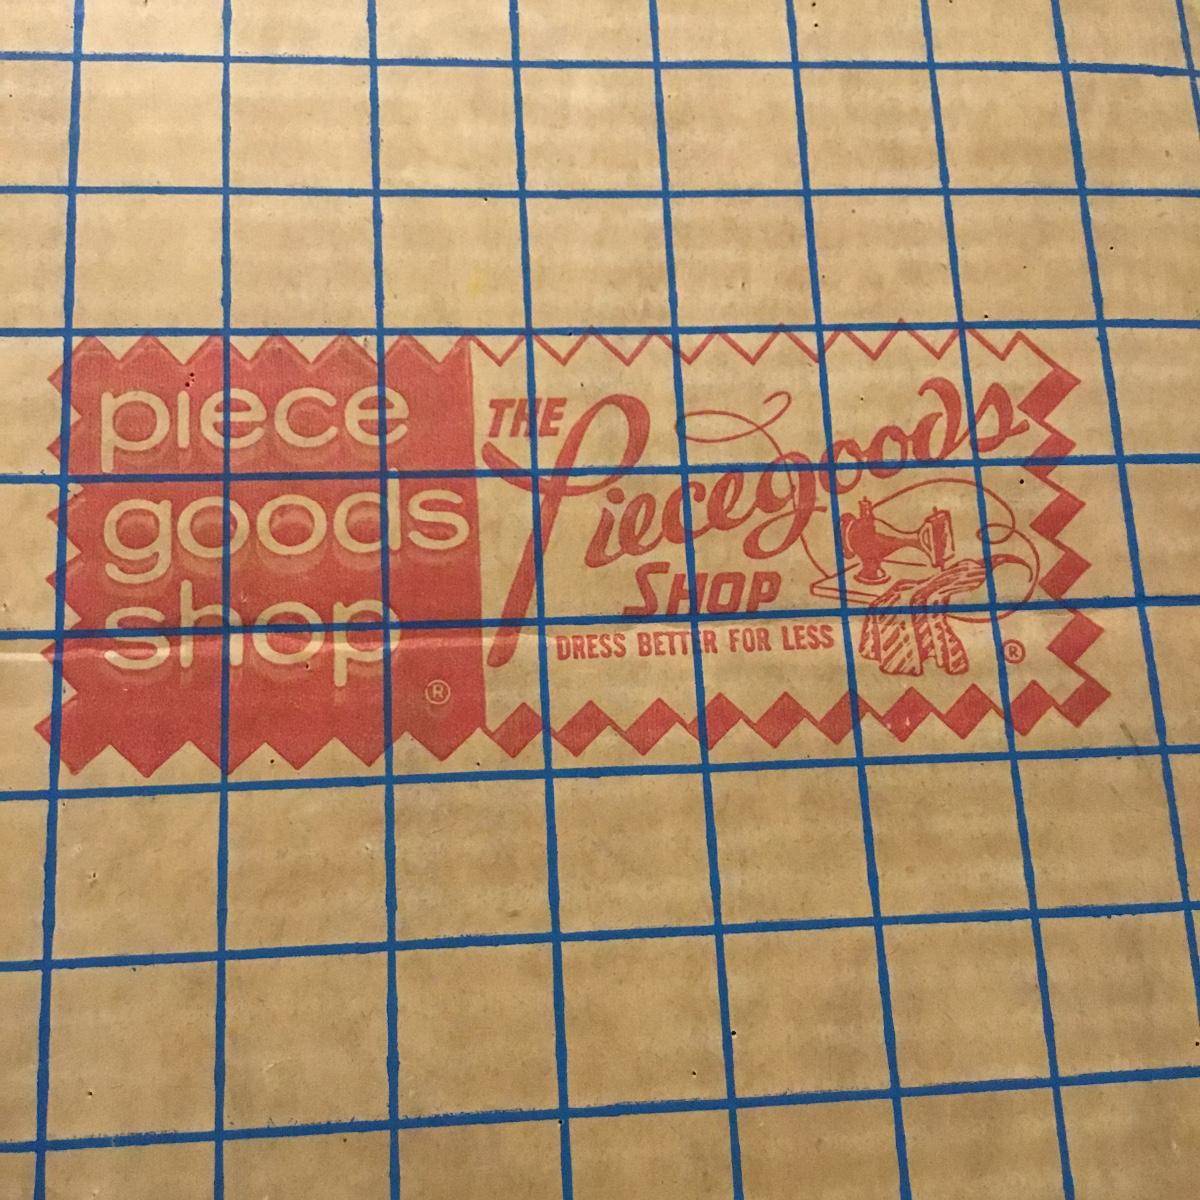 piece
goods
shop
®
THE
Piecegoods
SHOP
DRESS BETTER FOR LESS
®